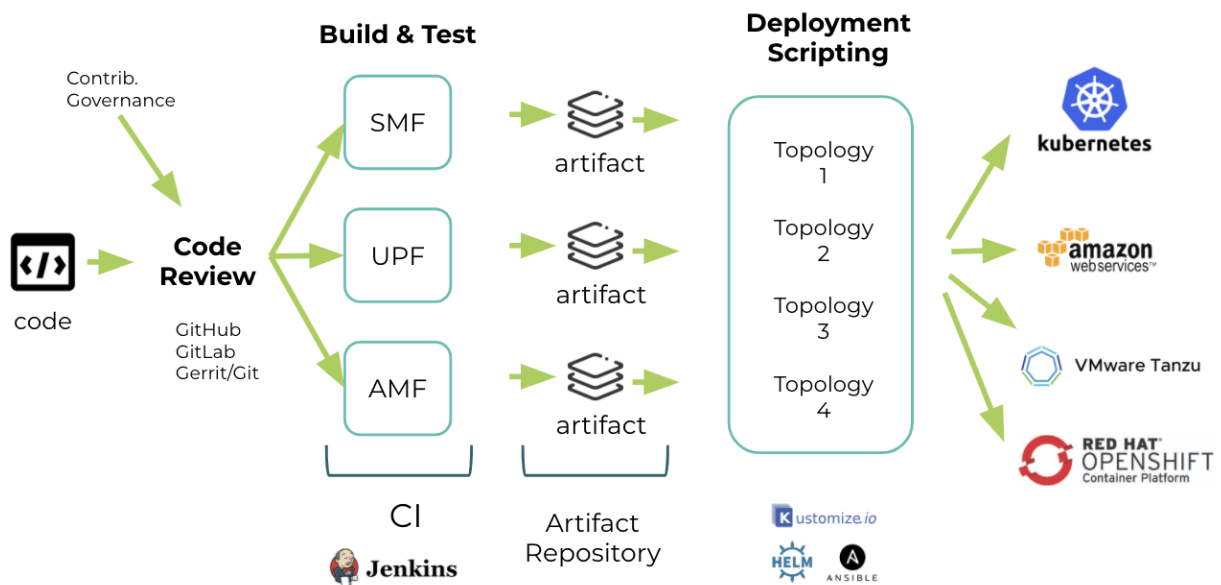 Build & Test
Deployment
Scripting
Contrib.
Governance
SMF
artifact
kubernetes
Topology
1
</>
code
Code
Review
GitHub
GitLab
Gerrit/Git
UPF
artifact
Topology
2
amazon
webservices™
Topology
3
VMware Tanzu
AMF
artifact
Topology
4
RED HAT®
OPENSHIFT
Container Platform
CI
Jenkins
Artifact
Repository
K ustomize.io
HELM
A
ANSIBLE